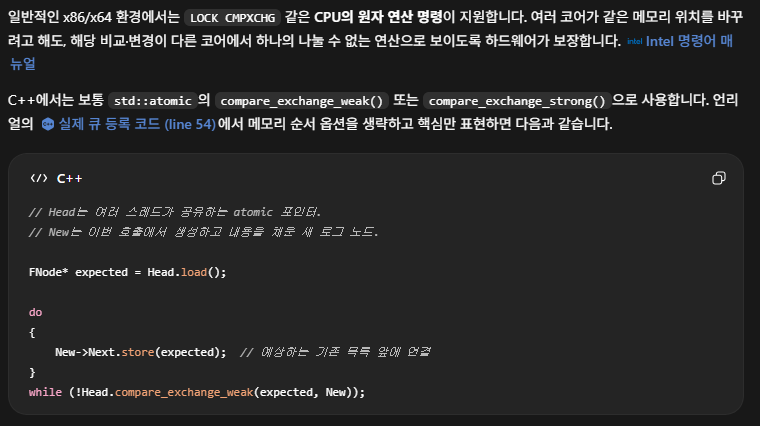 일반적인 x86/x64 환경에서는 LOCK CMPXCHG 같은 CPU의 원자 연산 명령이 지원합니다. 여러 코어가 같은 메모리 위치를 바꾸
려고 해도, 해당 비교·변경이 다른 코어에서 하나의 나눌 수 없는 연산으로 보이도록 하드웨어가 보장합니다. intel Intel 명령어 매
뉴얼
C++에서는 보통 std::atomic의 compare_exchange_weak() 또는 compare_exchange_strong()으로 사용합니다. 언리
얼의 실제 큐 등록 코드 (line 54)에서 메모리 순서 옵션을 생략하고 핵심만 표현하면 다음과 같습니다.
</> C++
// Head는 여러 스레드가 공유하는 atomic 포인터.
// New는 이번 호출에서 생성하고 내용을 채운 새 로그 노드.
FNode* expected = Head.load();
do
{
    New->Next.store(expected);  // 예상하는 기존 목록 앞에 연결
}
while (!Head.compare_exchange_weak(expected, New));